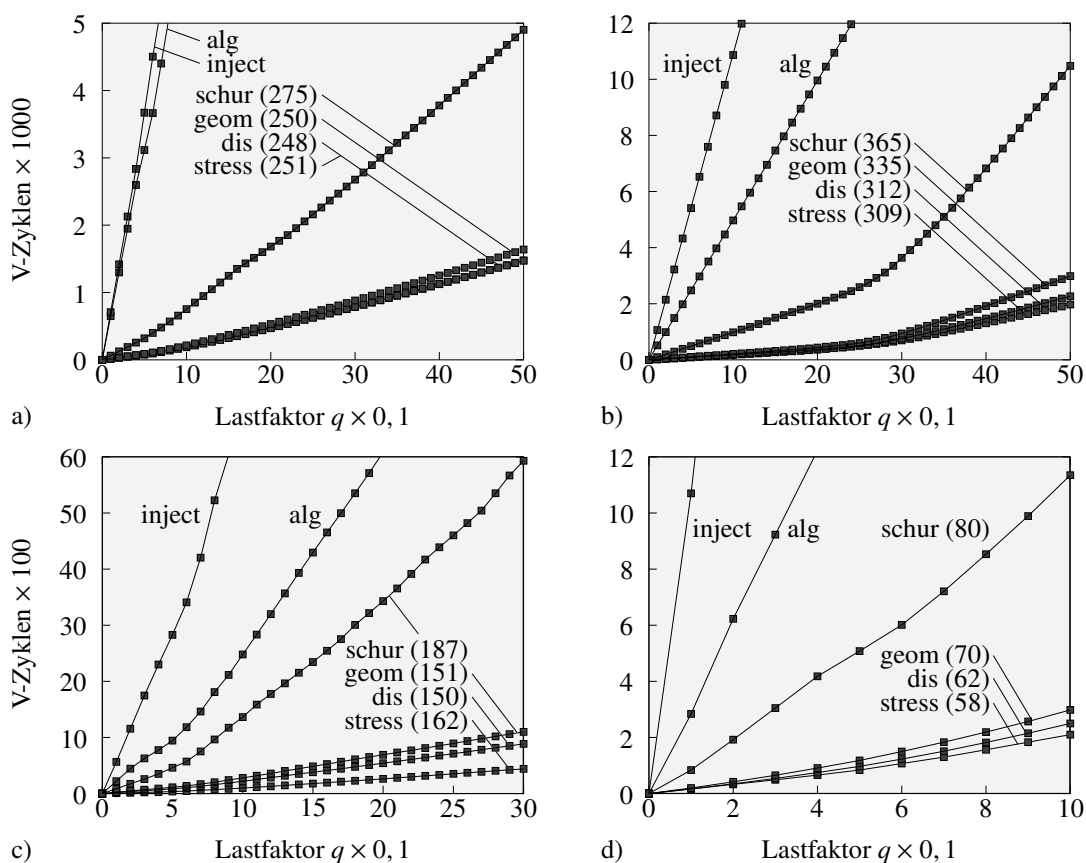 5
4
3
2
1
0
V-Zyklen × 1000
alg
inject
schur (275)
geom (250)
dis (248)
stress (251)
0 10 20 30 40 50
a) Lastfaktor q × 0, 1
12
10
8
6
4
2
0
inject
alg
schur (365)
geom (335)
dis (312)
stress (309)
0 10 20 30 40 50
b) Lastfaktor q × 0, 1
60
50
40
30
20
10
0
V-Zyklen × 100
inject
alg
schur (187)
geom (151)
dis (150)
stress (162)
0 5 10 15 20 25 30
c) Lastfaktor q × 0, 1
12
10
8
6
4
2
0
inject
alg
schur (80)
geom (70)
dis (62)
stress (58)
0 2 4 6 8 10
d) Lastfaktor q × 0, 1